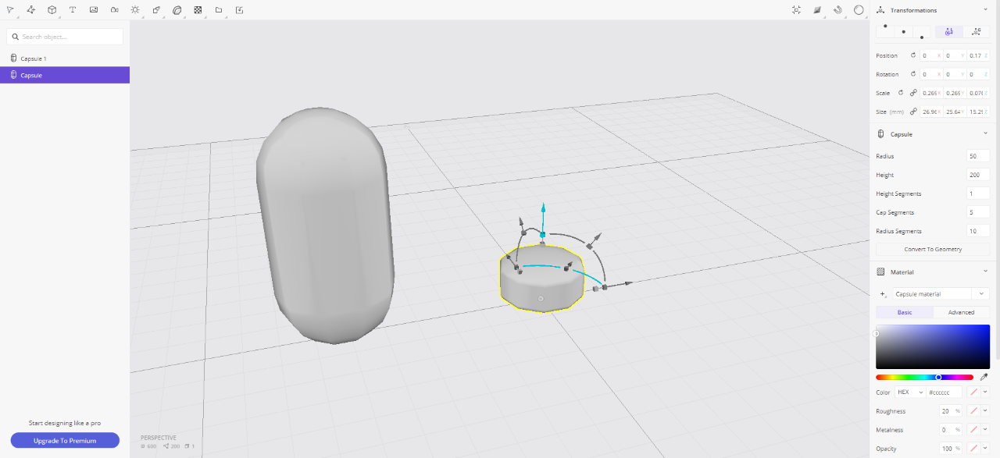 Search object...
Capsule 1
Capsule
Start designing like a pro
Upgrade To Premium
PERSPECTIVE
600 200 1
Transformations
Position 0 X 0 Y 0.17 Z
Rotation 0 X 0 Y 0 Z
Scale 0.269 X 0.269 Y 0.076 Z
Size (mm) 26.96 X 25.64 Y 15.29 Z
Capsule
Radius 50
Height 200
Height Segments 1
Cap Segments 5
Radius Segments 10
Convert To Geometry
Material
Capsule material
Basic Advanced
Color HEX #cccccc
Roughness 20 %
Metalness 0 %
Opacity 100 %